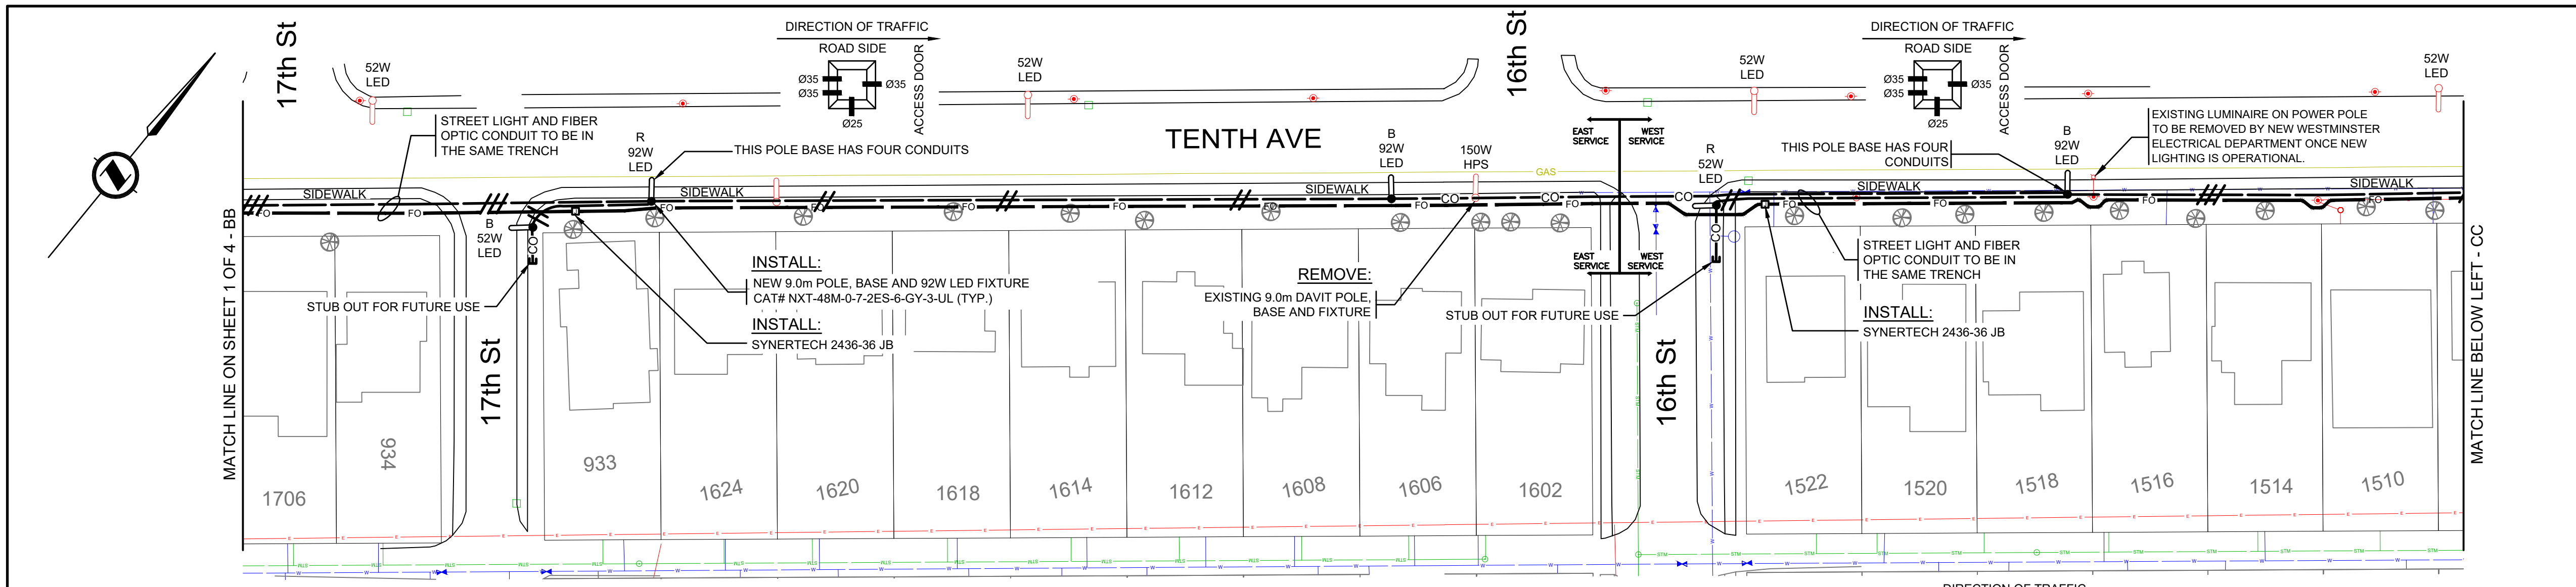 17th St
52W
LED
DIRECTION OF TRAFFIC
ROAD SIDE
Ø35
Ø35
Ø35
Ø25
ACCESS DOOR
52W
LED
16th St
52W
LED
DIRECTION OF TRAFFIC
ROAD SIDE
Ø35
Ø35
Ø35
Ø25
ACCESS DOOR
52W
LED
STREET LIGHT AND FIBER
OPTIC CONDUIT TO BE IN
THE SAME TRENCH
R
92W
LED
THIS POLE BASE HAS FOUR CONDUITS
TENTH AVE
B
92W
LED
150W
HPS
EAST
SERVICE
WEST
SERVICE
R
52W
LED
THIS POLE BASE HAS FOUR
CONDUITS
B
92W
LED
EXISTING LUMINAIRE ON POWER POLE
TO BE REMOVED BY NEW WESTMINSTER
ELECTRICAL DEPARTMENT ONCE NEW
LIGHTING IS OPERATIONAL.
GAS
SIDEWALK
SIDEWALK
SIDEWALK
SIDEWALK
SIDEWALK
FO
FO
FO
FO
FO
FO
FO
FO
FO
FO
FO
FO
FO
CO
CO
CO
CO
CO
B
52W
LED
MATCH LINE ON SHEET 1 OF 4 - BB
STUB OUT FOR FUTURE USE
17th St
INSTALL:
NEW 9.0m POLE, BASE AND 92W LED FIXTURE
CAT# NXT-48M-0-7-2ES-6-GY-3-UL (TYP.)
INSTALL:
SYNERTECH 2436-36 JB
REMOVE:
EXISTING 9.0m DAVIT POLE,
BASE AND FIXTURE
EAST
SERVICE
WEST
SERVICE
STUB OUT FOR FUTURE USE
16th St
STREET LIGHT AND FIBER
OPTIC CONDUIT TO BE IN
THE SAME TRENCH
INSTALL:
SYNERTECH 2436-36 JB
MATCH LINE BELOW LEFT - CC
1706
934
933
1624
1620
1618
1614
1612
1608
1606
1602
1522
1520
1518
1516
1514
1510
STM
STM
STM
STM
STM
STM
DIRECTION OF TRAFFIC